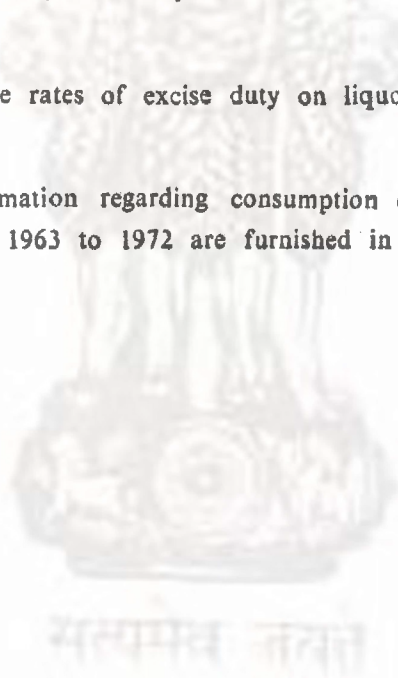 e rates of excise duty on liquo
mation regarding consumption
1963 to 1972 are furnished in
सत्यमेव जयते